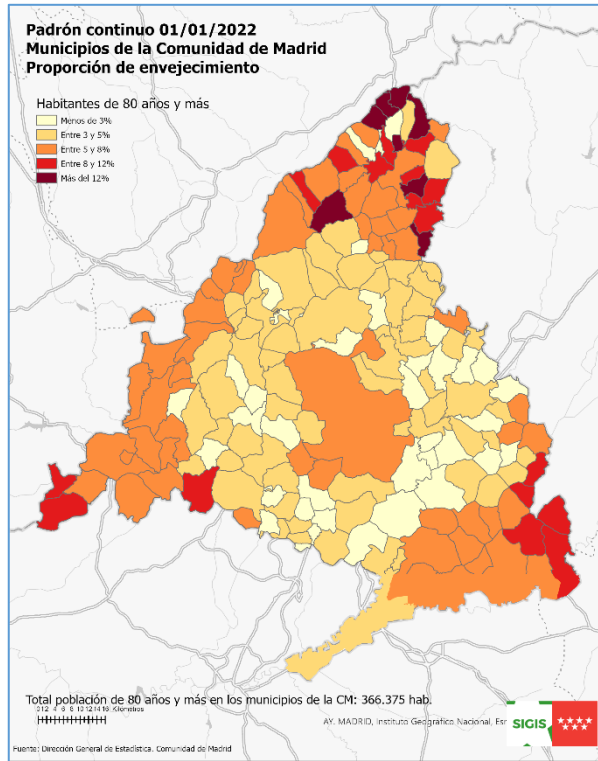 Padrón continuo 01/01/2022
Municipios de la Comunidad de Madrid
Proporción de envejecimiento
Habitantes de 80 años y más
Menos de 3%
Entre 3 y 5%
Entre 5 y 8%
Entre 8 y 12%
Más del 12%
Total población de 80 años y más en los municipios de la CM: 366.375 hab.
Kilómetros
AY. MADRID, Instituto Geográfico Nacional, Esr
SIGIS
Fuente: Dirección General de Estadística. Comunidad de Madrid